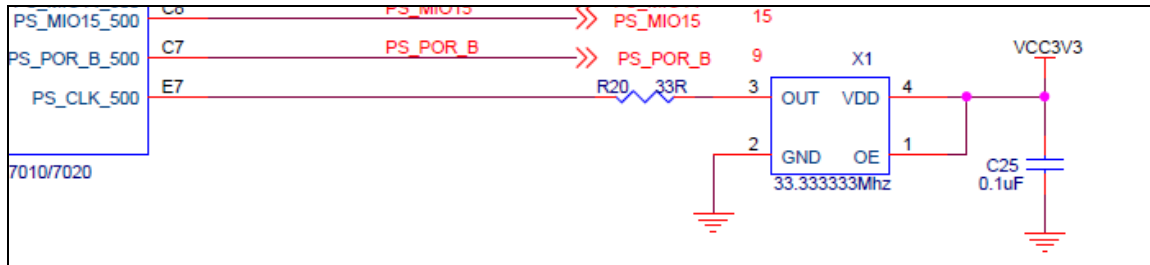 PS_MIO15_500 C8 PS_MIO15 PS_MIO15 15
PS_POR_B_500 C7 PS_POR_B PS_POR_B 9
X1 VCC3V3
PS_CLK_500 E7 R20 33R 3 OUT VDD 4
2 GND OE 1
7010/7020 33.333333Mhz
C25
0.1uF